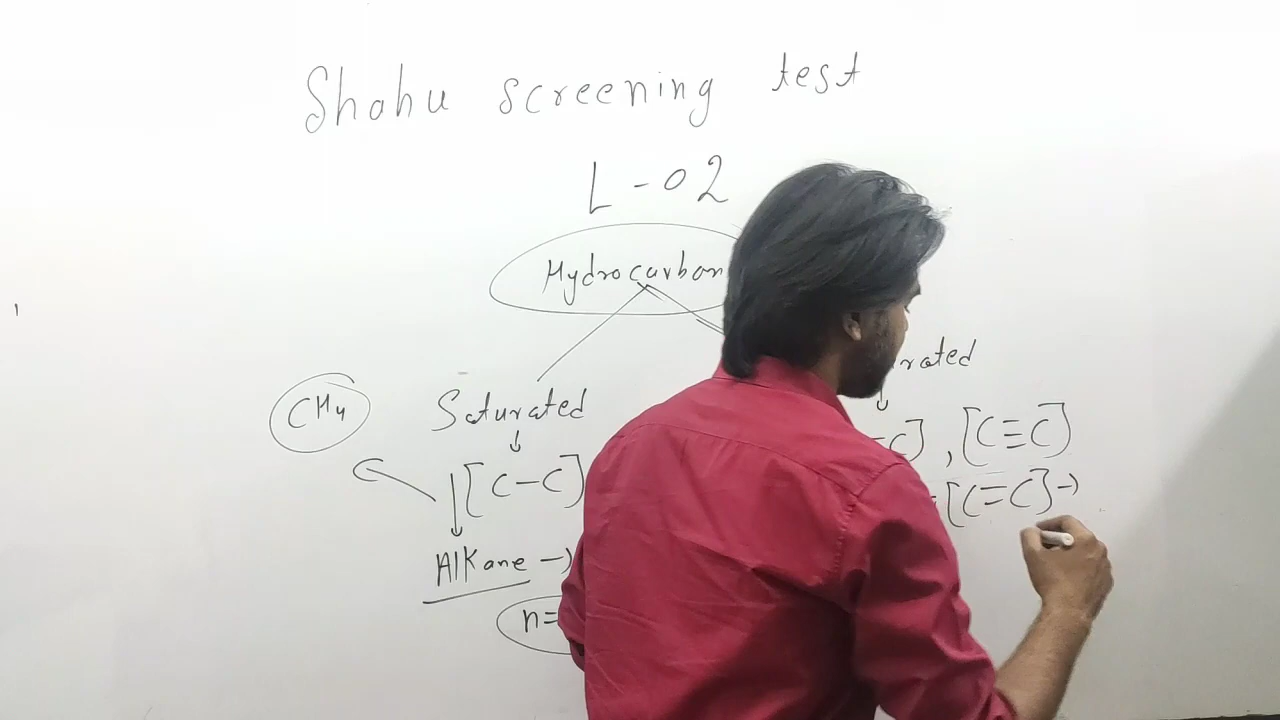 Shahu screening test
L-02
Hydrocarbon
rated
CH4
Saturated
C], [C≡C]
[C-C]
[C=C] →
Alkane →
n=